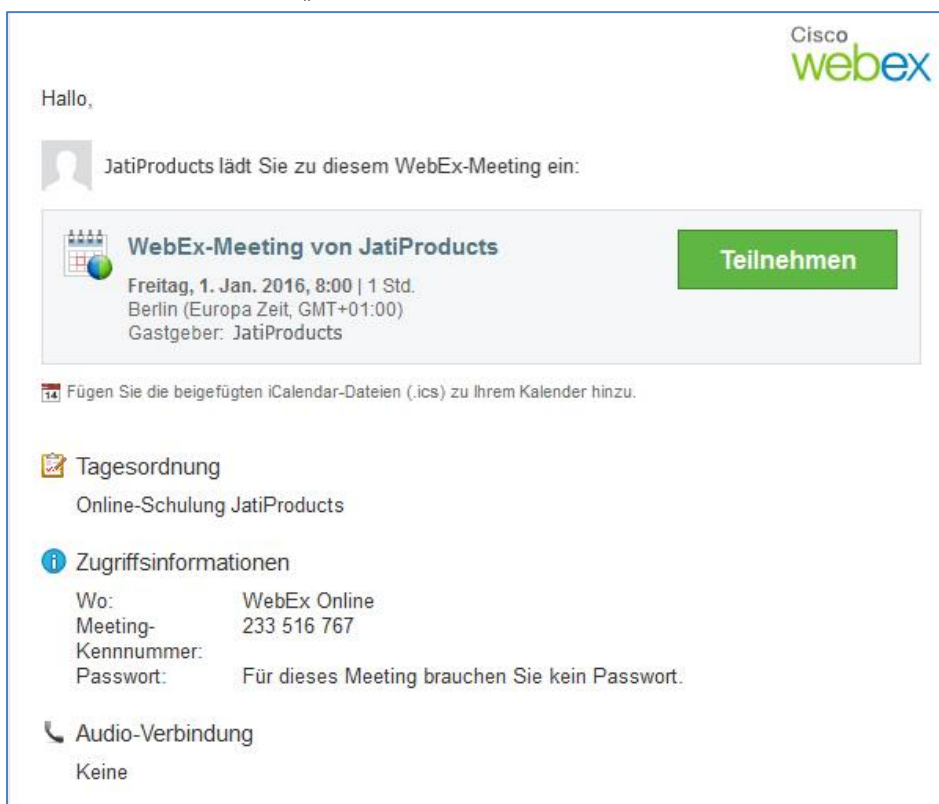 Cisco
webex
Hallo,
JatiProducts lädt Sie zu diesem WebEx-Meeting ein:
WebEx-Meeting von JatiProducts
Teilnehmen
Freitag, 1. Jan. 2016, 8:00 | 1 Std.
Berlin (Europa Zeit, GMT+01:00)
Gastgeber: JatiProducts
14 Fügen Sie die beigefügten iCalendar-Dateien (.ics) zu Ihrem Kalender hinzu.
Tagesordnung
Online-Schulung JatiProducts
Zugriffsinformationen
Wo: WebEx Online
Meeting- 233 516 767
Kennnummer:
Passwort: Für dieses Meeting brauchen Sie kein Passwort.
Audio-Verbindung
Keine